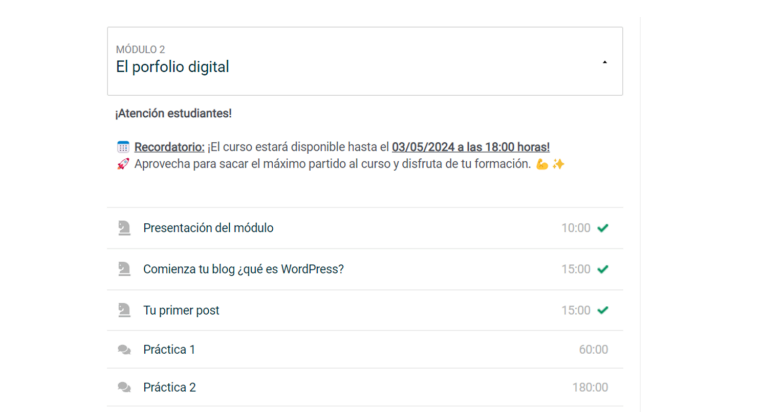 MÓDULO 2
El porfolio digital
¡Atención estudiantes!
Recordatorio: ¡El curso estará disponible hasta el 03/05/2024 a las 18:00 horas!
Aprovecha para sacar el máximo partido al curso y disfruta de tu formación.
Presentación del módulo 10:00
Comienza tu blog ¿qué es WordPress? 15:00
Tu primer post 15:00
Práctica 1 60:00
Práctica 2 180:00